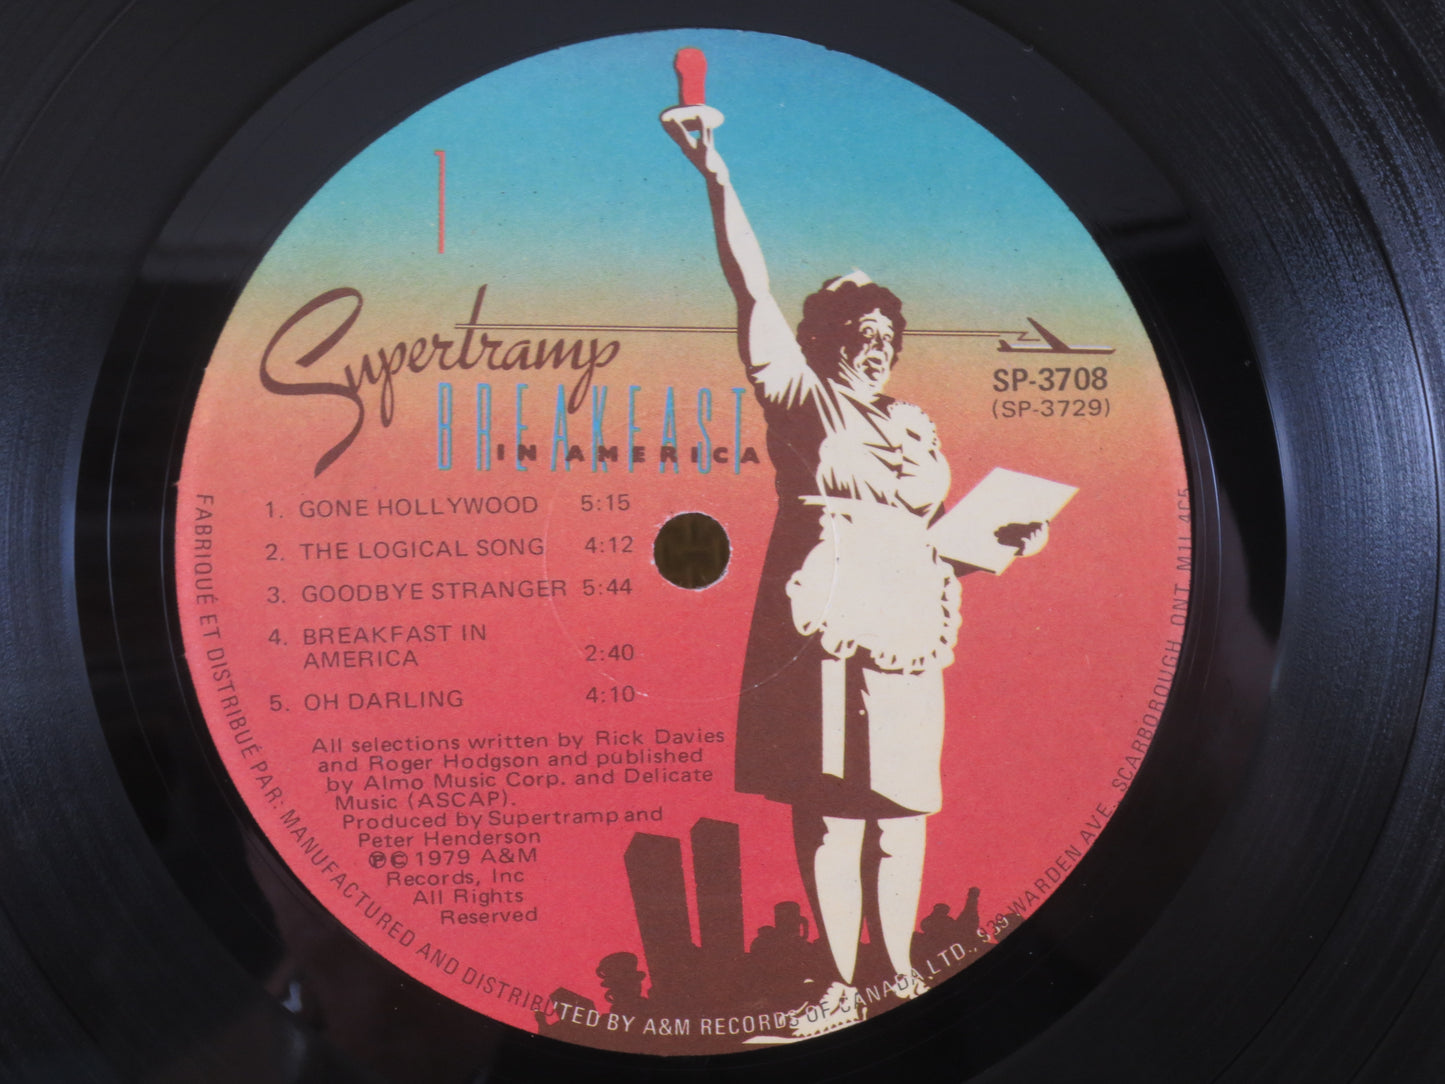 1
Supertramp
BREAKFAST
IN AMERICA
SP-3708
(SP-3729)
1. GONE HOLLYWOOD 5:15
2. THE LOGICAL SONG 4:12
3. GOODBYE STRANGER 5:44
4. BREAKFAST IN
AMERICA 2:40
5. OH DARLING 4:10
All selections written by Rick Davies
and Roger Hodgson and published
by Almo Music Corp. and Delicate
Music (ASCAP).
Produced by Supertramp and
Peter Henderson
℗© 1979 A&M
Records, Inc
All Rights
Reserved
FABRIQUÉ ET DISTRIBUÉ PAR: MANUFACTURED AND DISTRIBUTED BY A&M RECORDS OF CANADA LTD., 939 WARDEN AVE. SCARBOROUGH, ONT. M1L 4C5